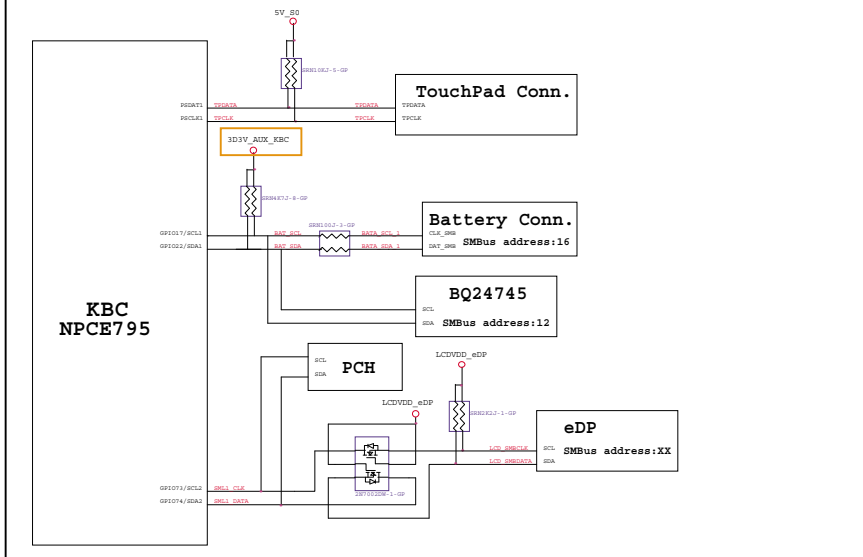 5V_S0
SRN10KJ-5-GP
TouchPad Conn.
PSDAT1 TPDATA TPDATA TPDATA
PSCLK1 TPCLK TPCLK TPCLK
3D3V_AUX_KBC
SRN4K7J-8-GP
SRN100J-3-GP
Battery Conn.
GPIO17/SCL1 BAT_SCL BATA_SCL_1 CLK_SMB
SMBus address:16
GPIO22/SDA1 BAT_SDA BATA_SDA_1 DAT_SMB
BQ24745
SCL
SDA SMBus address:12
KBC
NPCE795
SCL
SDA
PCH
LCDVDD_eDP
SRN2K2J-1-GP
LCDVDD_eDP
eDP
LCD_SMBCLK SCL SMBus address:XX
LCD_SMBDATA SDA
2N7002DW-1-GP
GPIO73/SCL2 SML1_CLK
GPIO74/SDA2 SML1_DATA